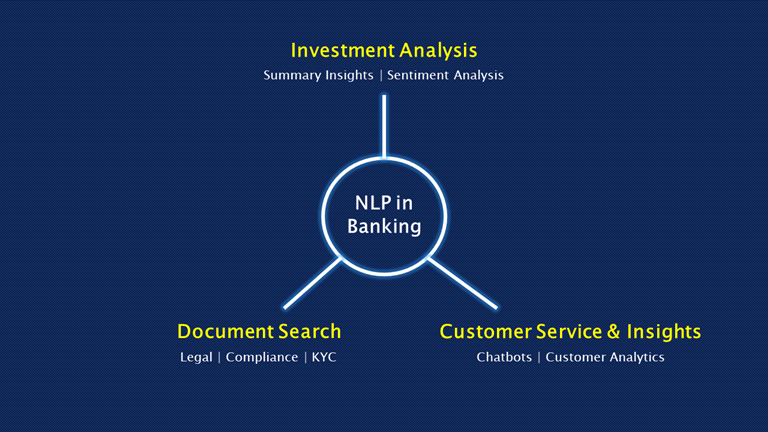 Investment Analysis
Summary Insights | Sentiment Analysis
NLP in
Banking
Document Search
Legal | Compliance | KYC
Customer Service & Insights
Chatbots | Customer Analytics